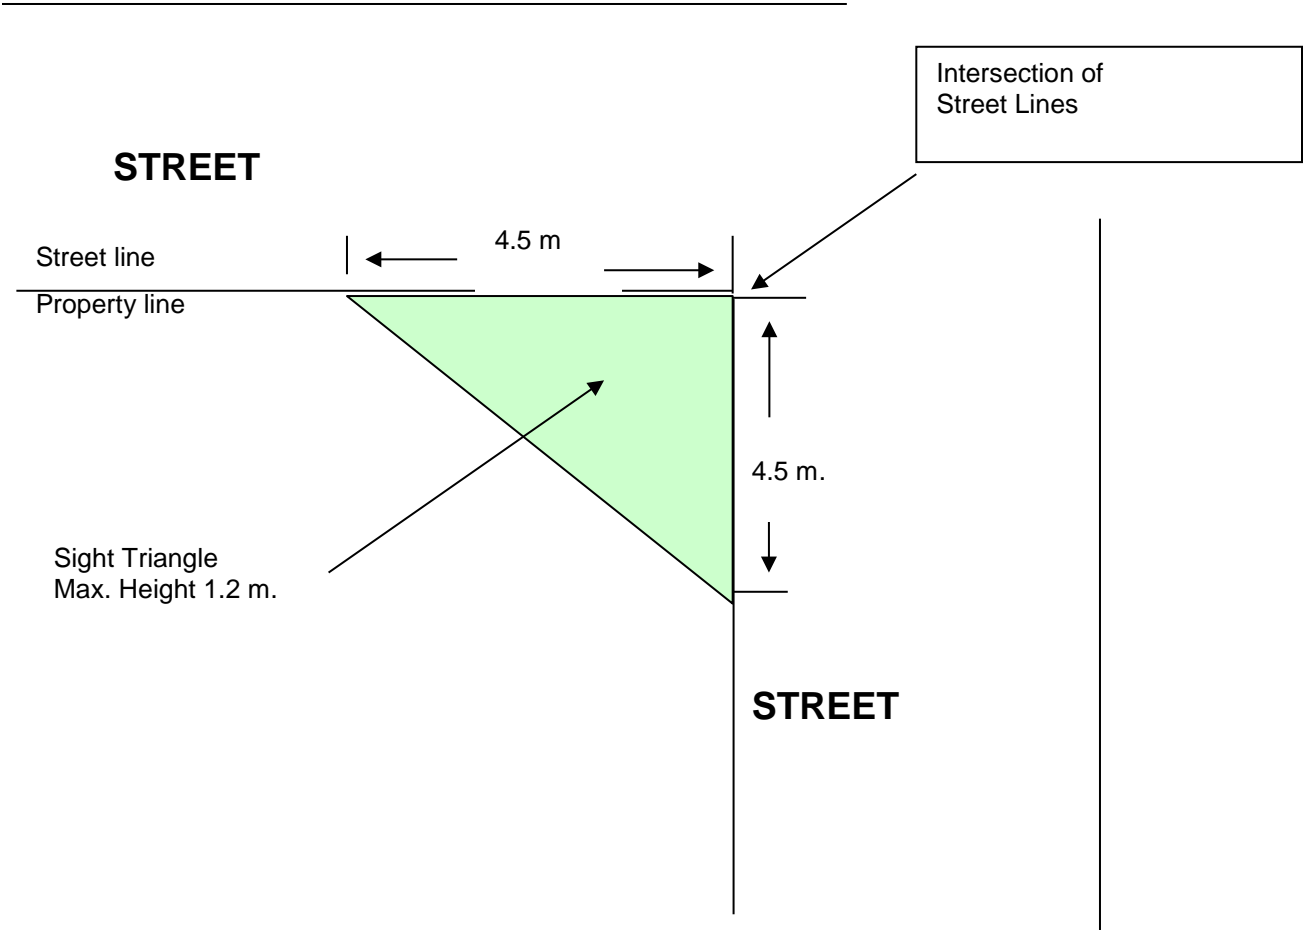 Intersection of
Street Lines
STREET
4.5 m
Street line
Property line
4.5 m.
Sight Triangle
Max. Height 1.2 m.
STREET